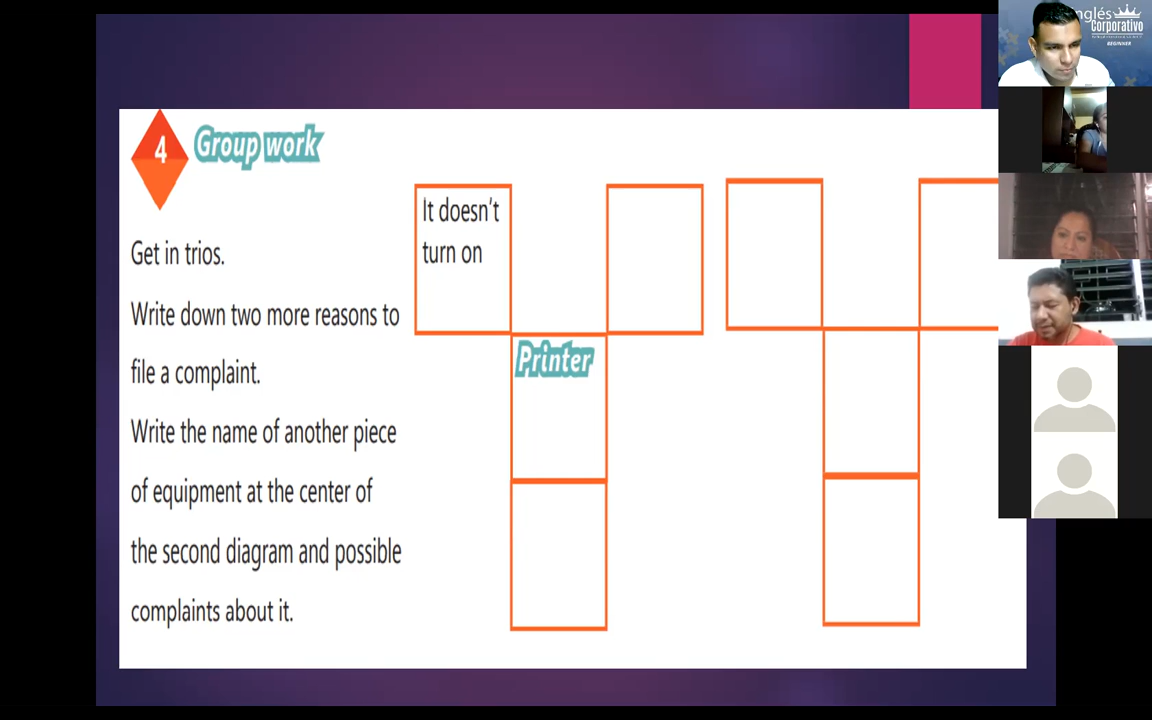 4 Group work
Get in trios.
Write down two more reasons to
file a complaint.
Write the name of another piece
of equipment at the center of
the second diagram and possible
complaints about it.
It doesn't
turn on
Printer
Inglés
Corporativo
BEGINNER